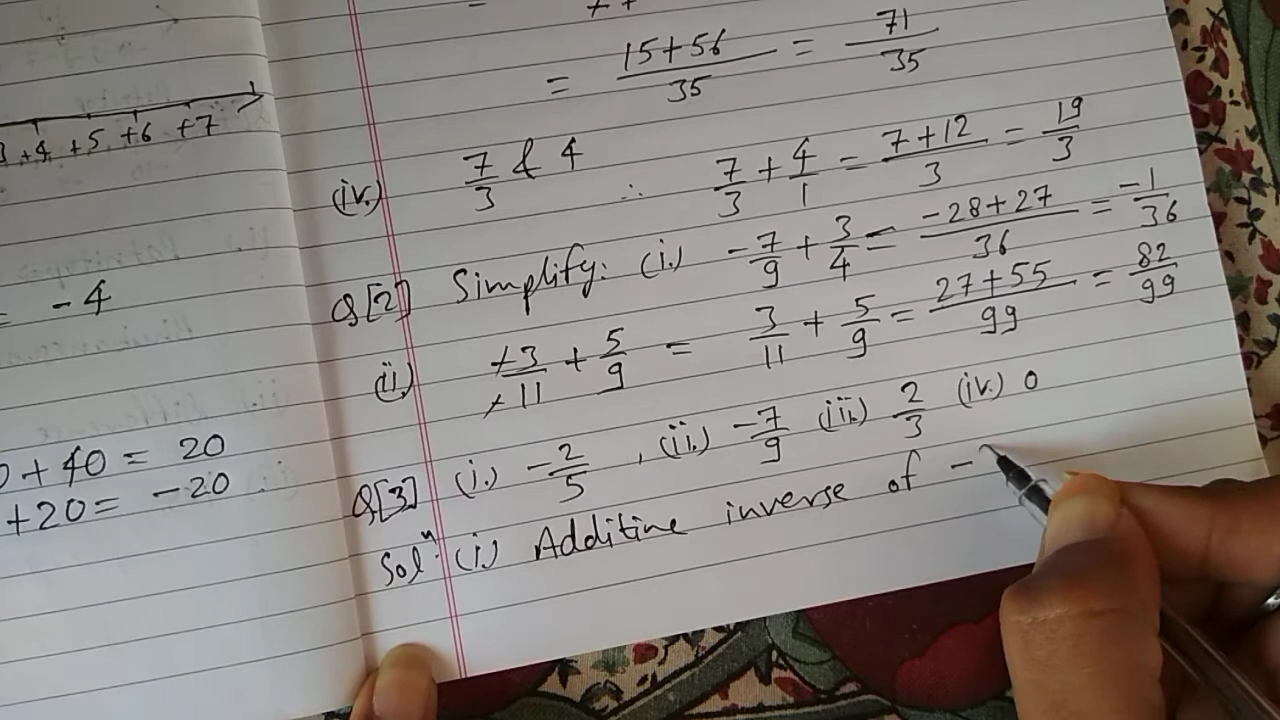 = (15+56)/35 = 71/35
(iv.) 7/3 & 4 ∴ 7/3 + 4/1 = (7+12)/3 = 19/3
Q[2] Simplify: (i.) -7/9 + 3/4 = (-28+27)/36 = -1/36
(ii.) -3/-11 + 5/9 = 3/11 + 5/9 = (27+55)/99 = 82/99
Q[3] (i.) -2/5 , (ii.) -7/9 (iii.) 2/3 (iv.) 0
Solⁿ (i.) Additine inverse of -
+4 +5 +6 +7
= -4
+ 40 = 20
+20 = -20